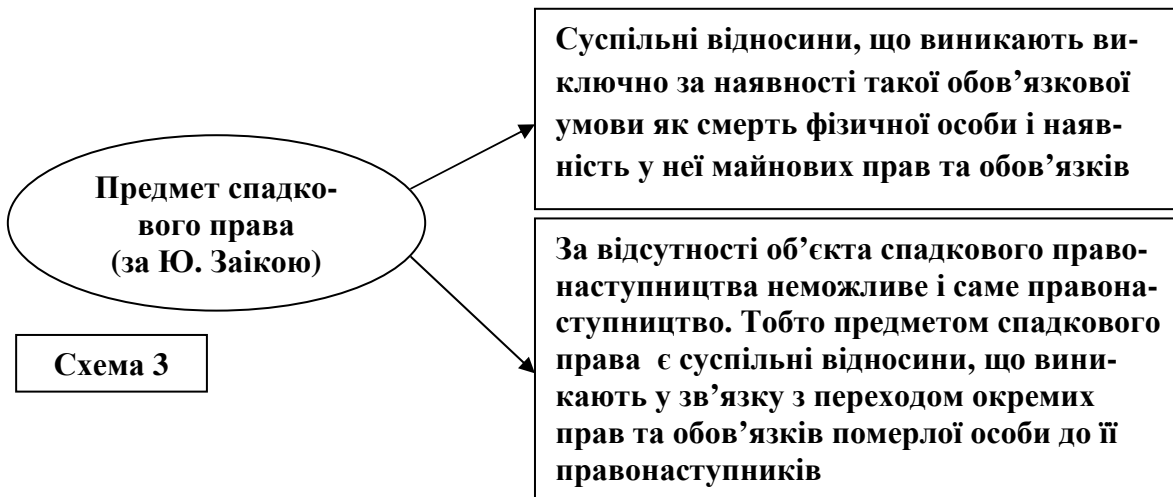 Предмет спадко-
вого права
(за Ю. Заікою)
Суспільні відносини, що виникають ви-
ключно за наявності такої обов’язкової
умови як смерть фізичної особи і наяв-
ність у неї майнових прав та обов’язків
За відсутності об’єкта спадкового право-
наступництва неможливе і саме правона-
ступництво. Тобто предметом спадкового
права є суспільні відносини, що вини-
кають у зв’язку з переходом окремих
прав та обов’язків померлої особи до її
правонаступників
Схема 3